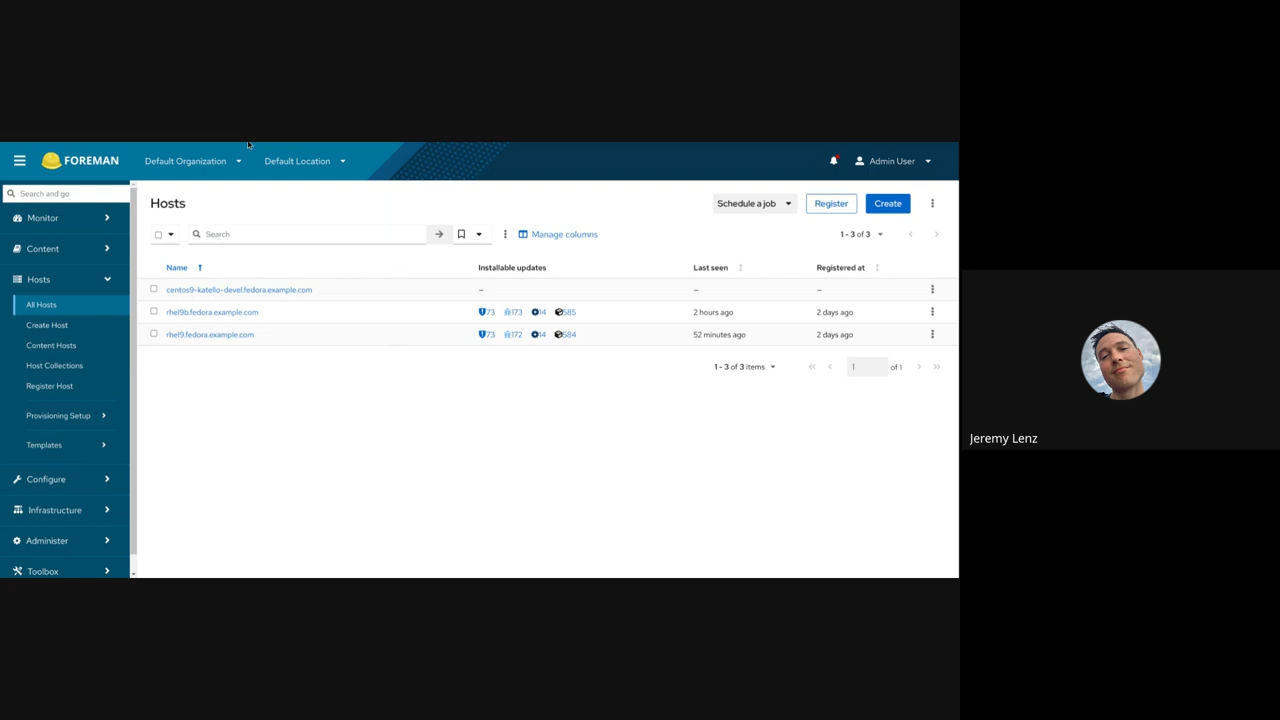 FOREMAN
Default Organization
Default Location
Admin User
Search and go
Monitor
Content
Hosts
All Hosts
Create Host
Content Hosts
Host Collections
Register Host
Provisioning Setup
Templates
Configure
Infrastructure
Administer
Toolbox
Hosts
Schedule a job
Register
Create
Search
Manage columns
1 - 3 of 3
Name Installable updates Last seen Registered at
centos9-katello-devel.fedora.example.com – – –
rhel9b.fedora.example.com 73 173 14 585 2 hours ago 2 days ago
rhel9.fedora.example.com 73 172 14 584 52 minutes ago 2 days ago
1 - 3 of 3 items
1 of 1
Jeremy Lenz